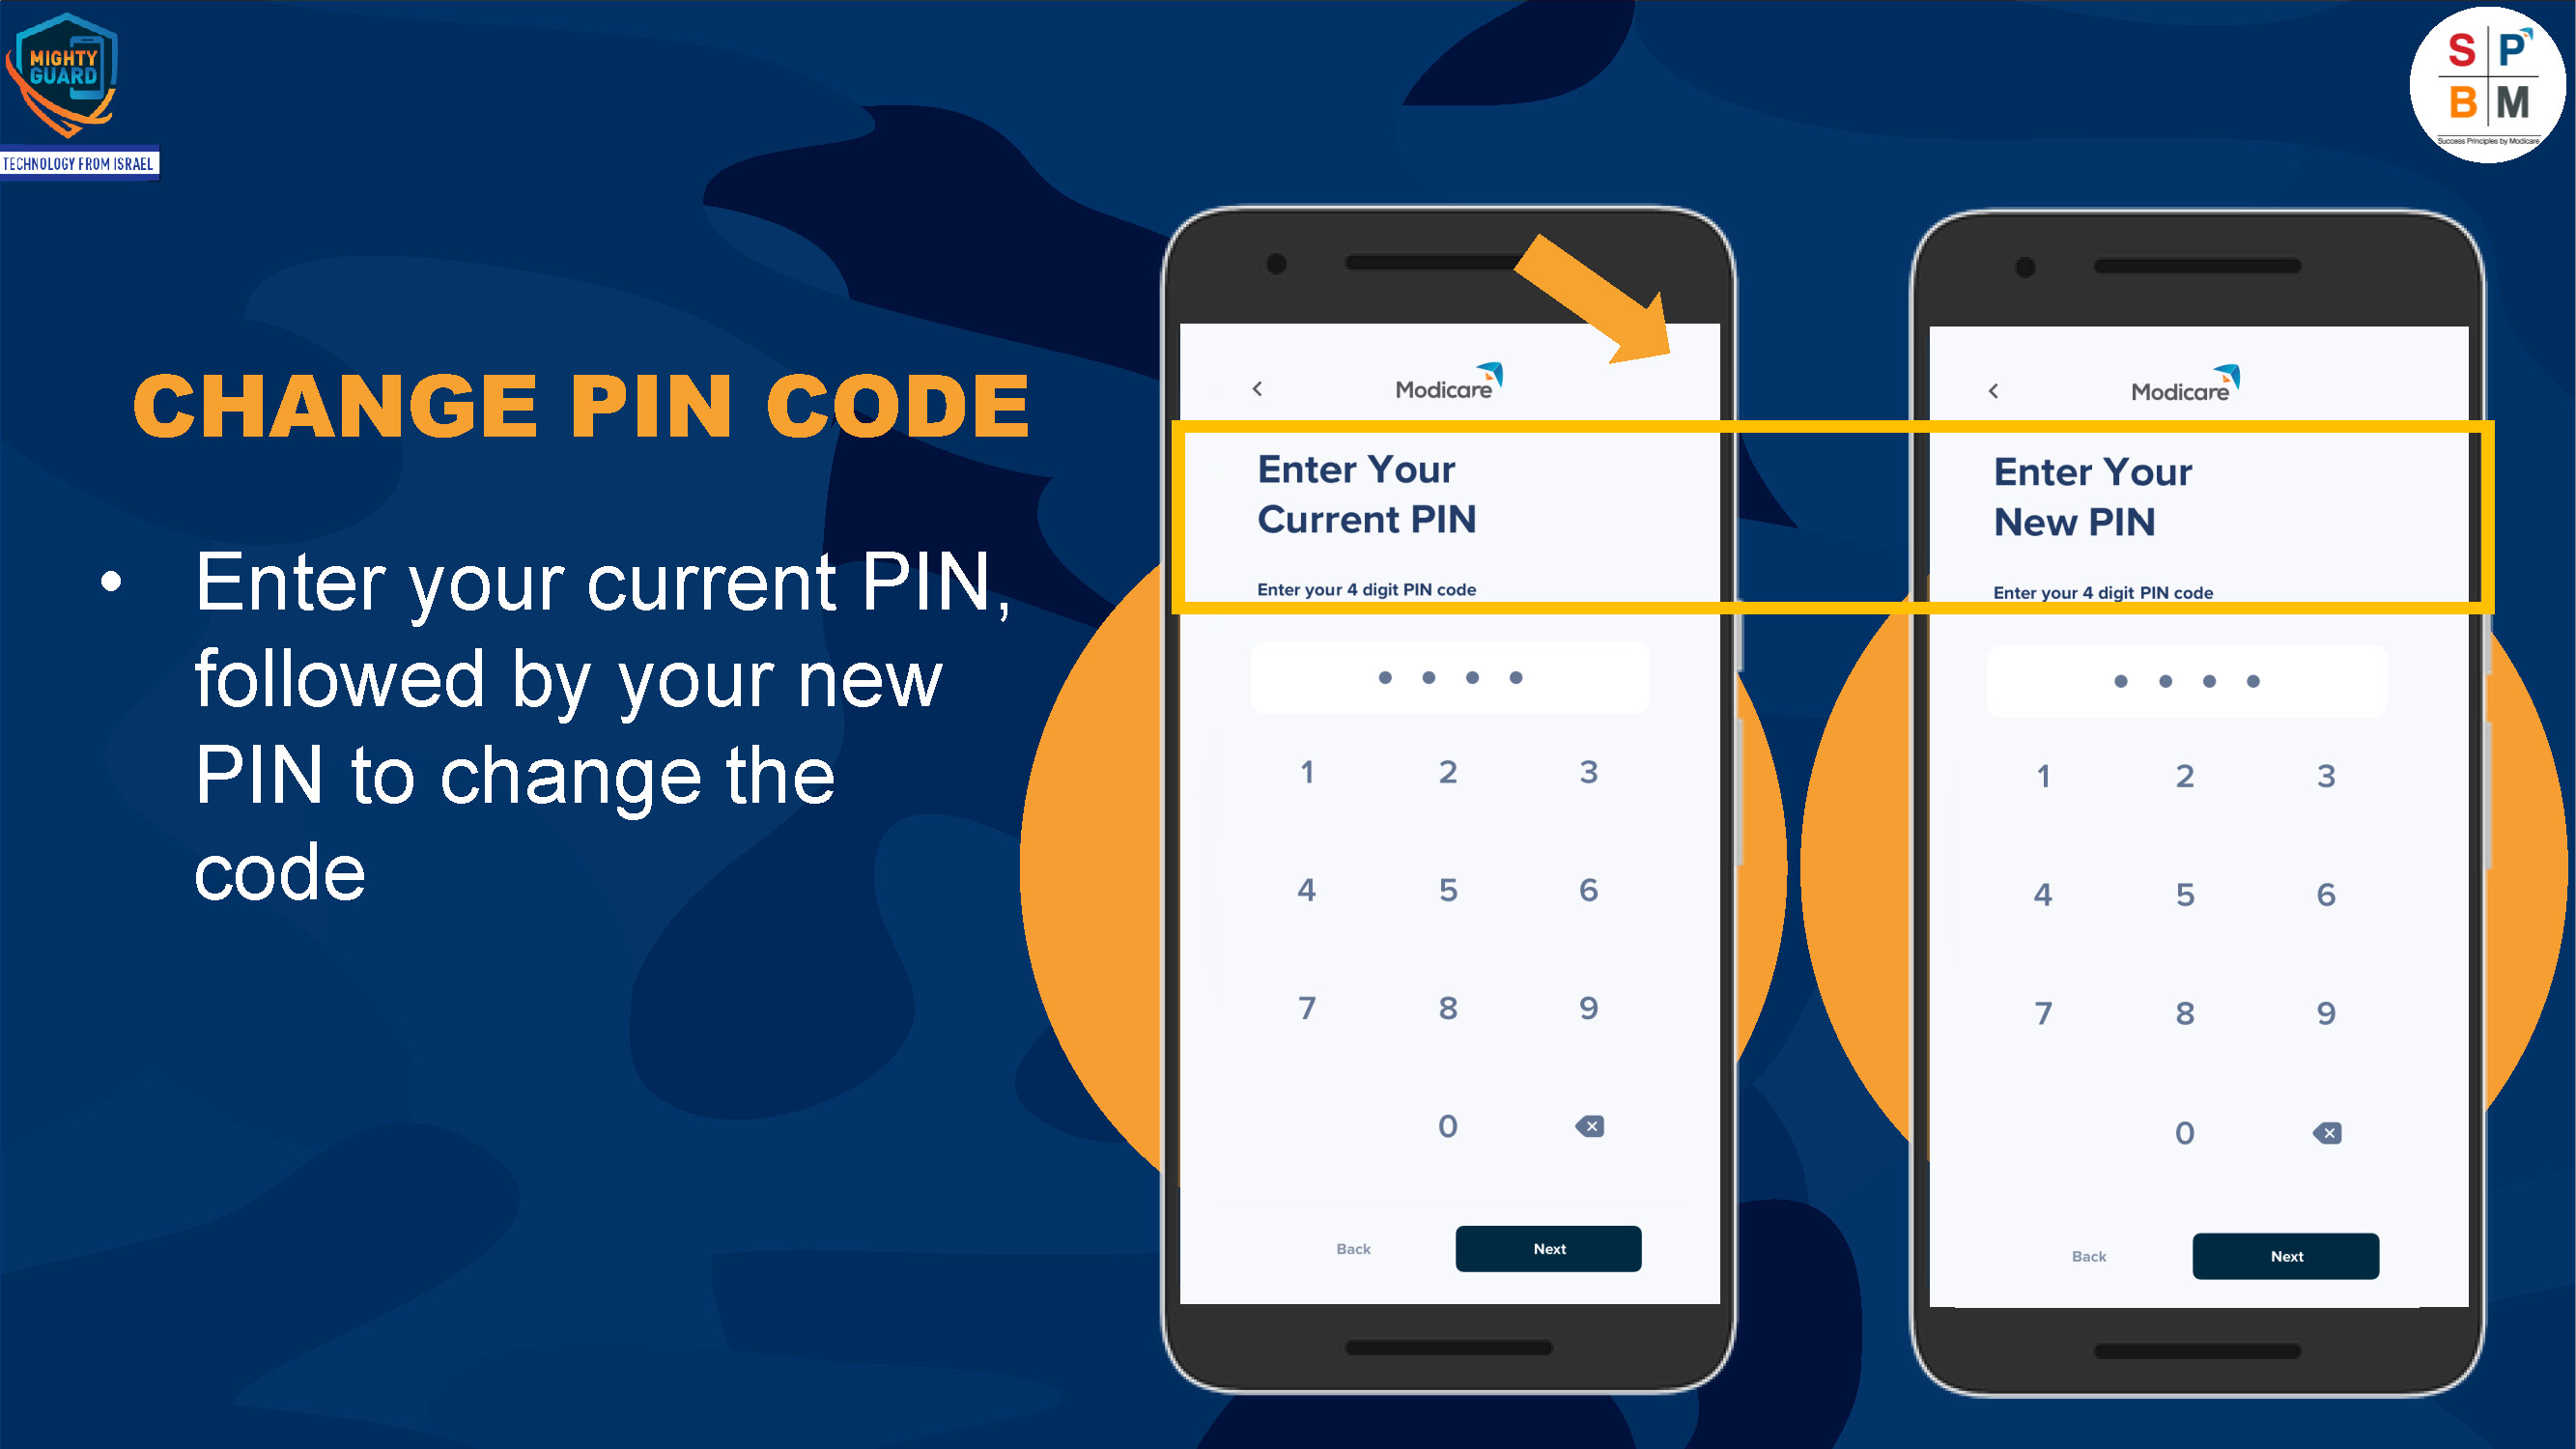 MIGHTY
GUARD
TECHNOLOGY FROM ISRAEL
S P
B M
Success Principles by Modicare
CHANGE PIN CODE
• Enter your current PIN,
followed by your new
PIN to change the
code
Modicare
Enter Your
Current PIN
Enter your 4 digit PIN code
1 2 3
4 5 6
7 8 9
0
Back Next
Modicare
Enter Your
New PIN
Enter your 4 digit PIN code
1 2 3
4 5 6
7 8 9
0
Back Next